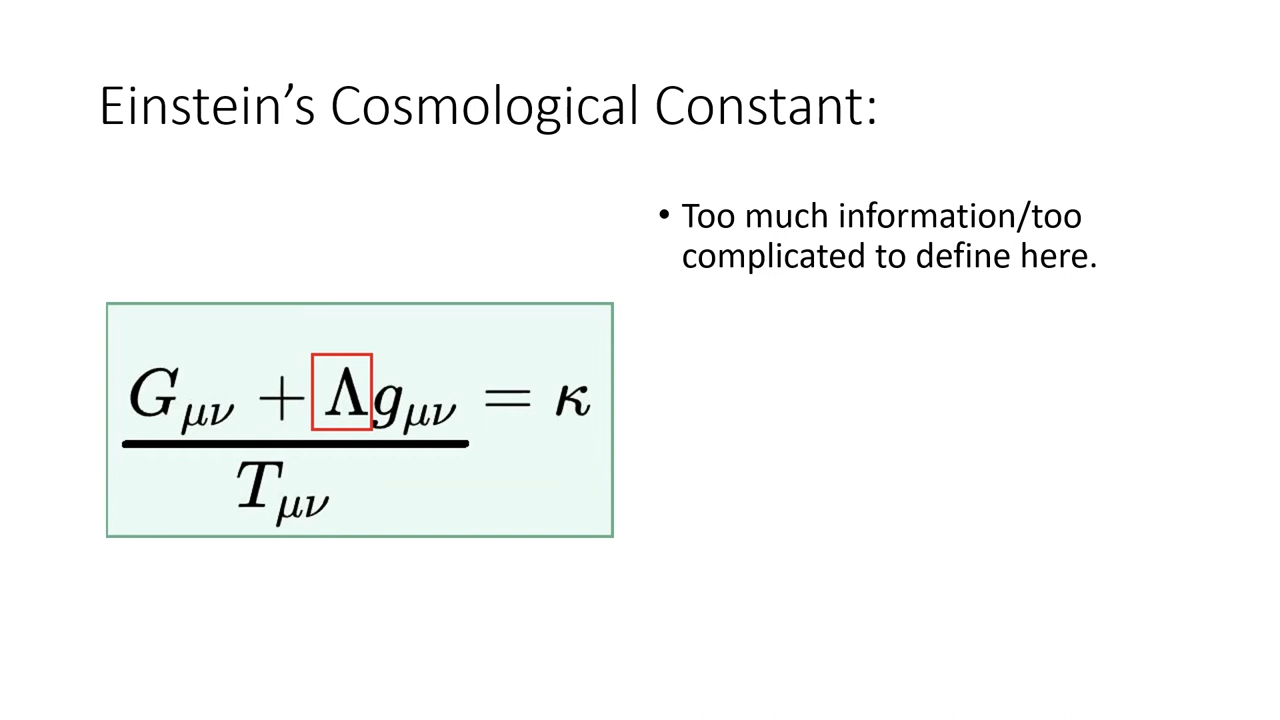 Einstein’s Cosmological Constant:
• Too much information/too
complicated to define here.
G_μν + Λg_μν = κ
T_μν